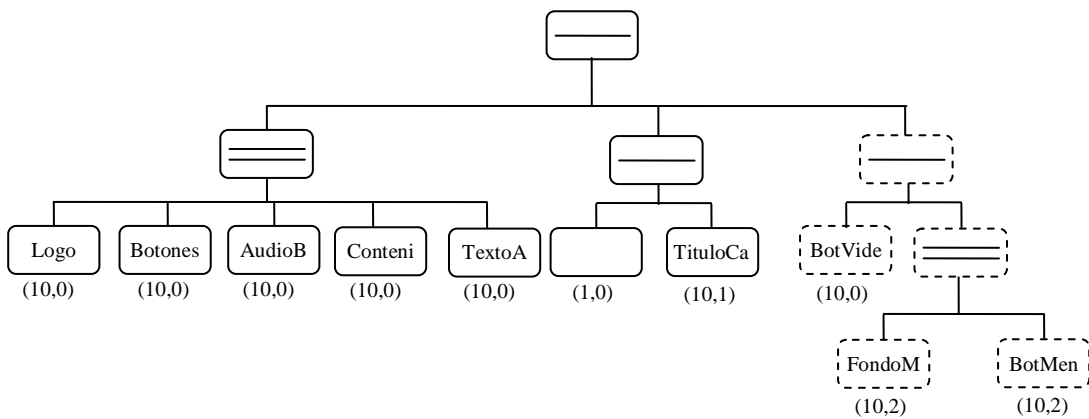 Logo Botones AudioB Conteni TextoA TituloCa BotVide
(10,0) (10,0) (10,0) (10,0) (10,0) (1,0) (10,1) (10,0)
FondoM BotMen
(10,2) (10,2)